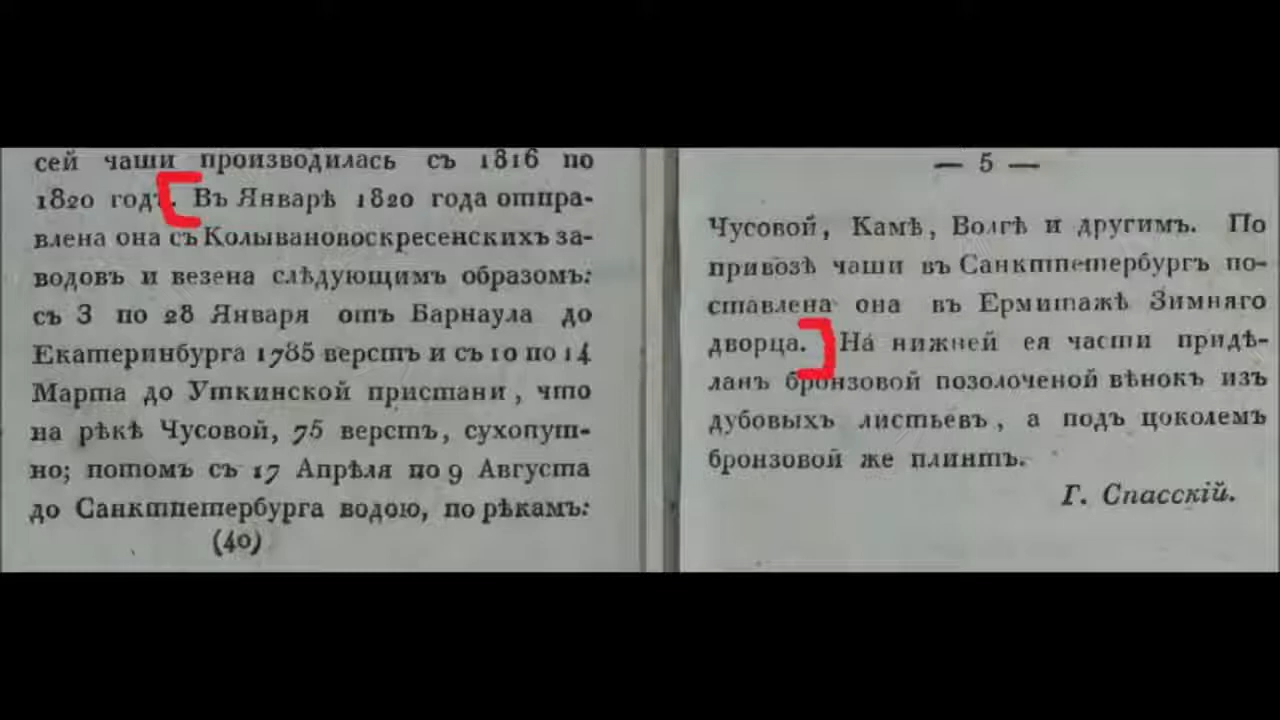 сей чаши производилась съ 1816 по
1820 годъ. Въ Январѣ 1820 года отпра-
влена она съ Колывановоскресенскихъ за-
водовъ и везена слѣдующимъ образомъ:
съ 3 по 28 Января отъ Барнаула до
Екатеринбурга 1785 верстъ и съ 10 по 14
Марта до Уткинской пристани, что
на рѣкѣ Чусовой, 75 верстъ, сухопут-
но; потомъ съ 17 Апрѣля по 9 Августа
до Санктпетербурга водою, по рѣкамъ:
(40)
— 5 —
Чусовой, Камѣ, Волгѣ и другимъ. По
привозѣ чаши въ Санктпетербургъ по-
ставлена она въ Ермитажѣ Зимняго
дворца. На нижней ея части придѣ-
ланъ бронзовой позолоченой вѣнокъ изъ
дубовыхъ листьевъ, а подъ цоколемъ
бронзовой же плинтъ.
Г. Спасскій.